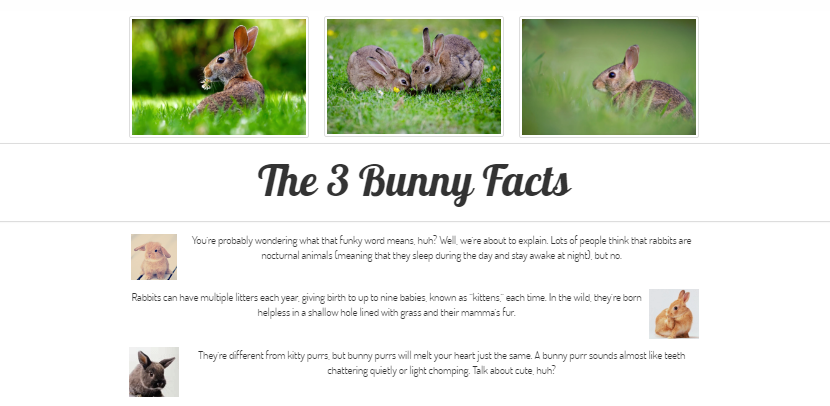 The 3 Bunny Facts
You're probably wondering what that funky word means, huh? Well, we're about to explain. Lots of people think that rabbits are
nocturnal animals (meaning that they sleep during the day and stay awake at night), but no.
Rabbits can have multiple litters each year, giving birth to up to nine babies, known as "kittens," each time. In the wild, they're born
helpless in a shallow hole lined with grass and their mamma's fur.
They're different from kitty purrs, but bunny purrs will melt your heart just the same. A bunny purr sounds almost like teeth
chattering quietly or light chomping. Talk about cute, huh?